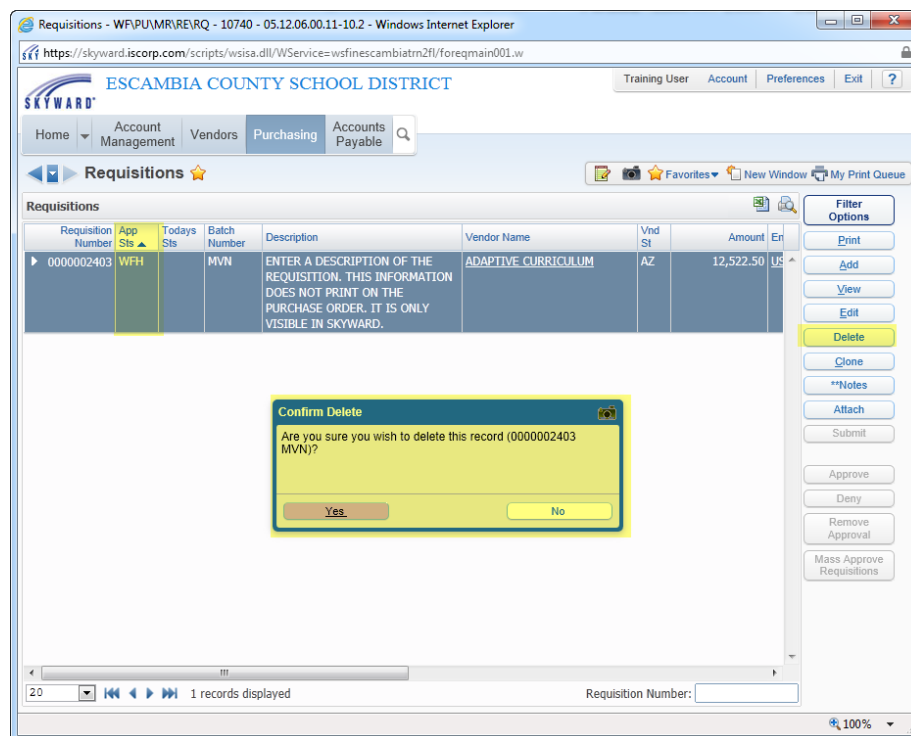 Requisitions - WF\PU\MR\RE\RQ - 10740 - 05.12.06.00.11-10.2 - Windows Internet Explorer
https://skyward.iscorp.com/scripts/wsisa.dll/WService=wsfinescambiatrn2fl/foreqmain001.w
SKYWARD
ESCAMBIA COUNTY SCHOOL DISTRICT
Training User Account Preferences Exit ?
Home Account Management Vendors Purchasing Accounts Payable
Requisitions
Favorites New Window My Print Queue
Requisitions
Requisition Number App Sts Todays Sts Batch Number Description Vendor Name Vnd St Amount En
0000002403 WFH MVN ENTER A DESCRIPTION OF THE ADAPTIVE CURRICULUM AZ 12,522.50 US
REQUISITION. THIS INFORMATION
DOES NOT PRINT ON THE
PURCHASE ORDER. IT IS ONLY
VISIBLE IN SKYWARD.
Filter Options
Print
Add
View
Edit
Delete
Clone
**Notes
Attach
Submit
Approve
Deny
Remove Approval
Mass Approve Requisitions
Confirm Delete
Are you sure you wish to delete this record (0000002403
MVN)?
Yes No
20 1 records displayed Requisition Number:
100%